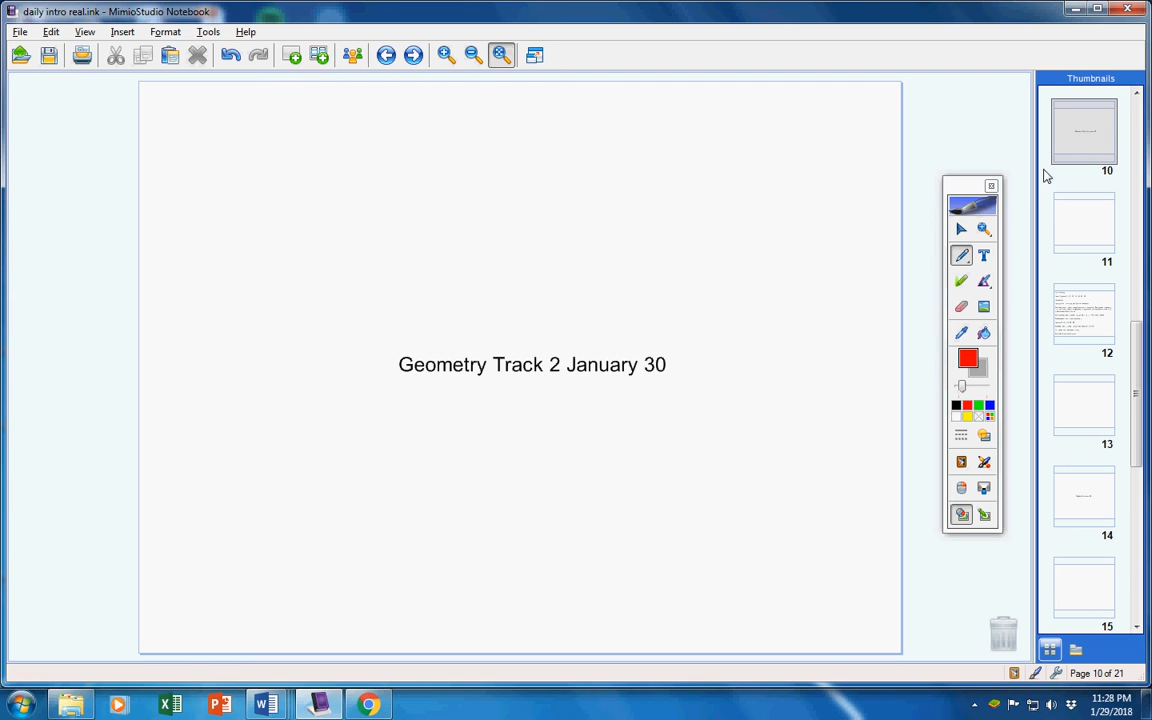 daily intro real.ink - MimioStudio Notebook
File Edit View Insert Format Tools Help
Thumbnails
10
11
12
13
14
15
Geometry Track 2 January 30
Page 10 of 21
11:28 PM
1/29/2018